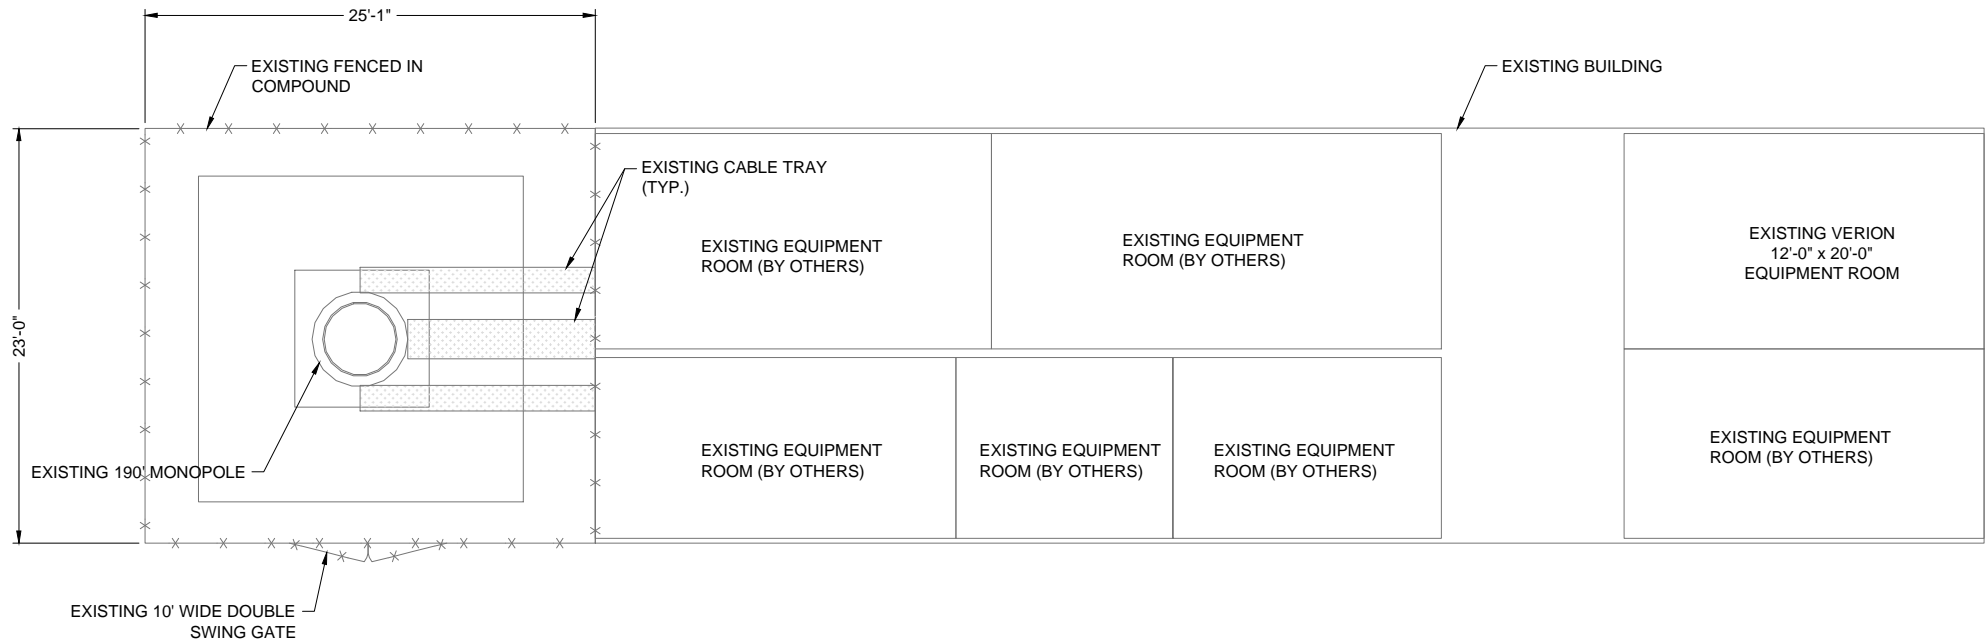 25'-1"
EXISTING FENCED IN
COMPOUND
EXISTING BUILDING
EXISTING CABLE TRAY
(TYP.)
EXISTING EQUIPMENT
ROOM (BY OTHERS)
EXISTING EQUIPMENT
ROOM (BY OTHERS)
EXISTING VERION
12'-0" x 20'-0"
EQUIPMENT ROOM
23'-0"
EXISTING 190' MONOPOLE
EXISTING EQUIPMENT
ROOM (BY OTHERS)
EXISTING EQUIPMENT
ROOM (BY OTHERS)
EXISTING EQUIPMENT
ROOM (BY OTHERS)
EXISTING EQUIPMENT
ROOM (BY OTHERS)
EXISTING 10' WIDE DOUBLE
SWING GATE